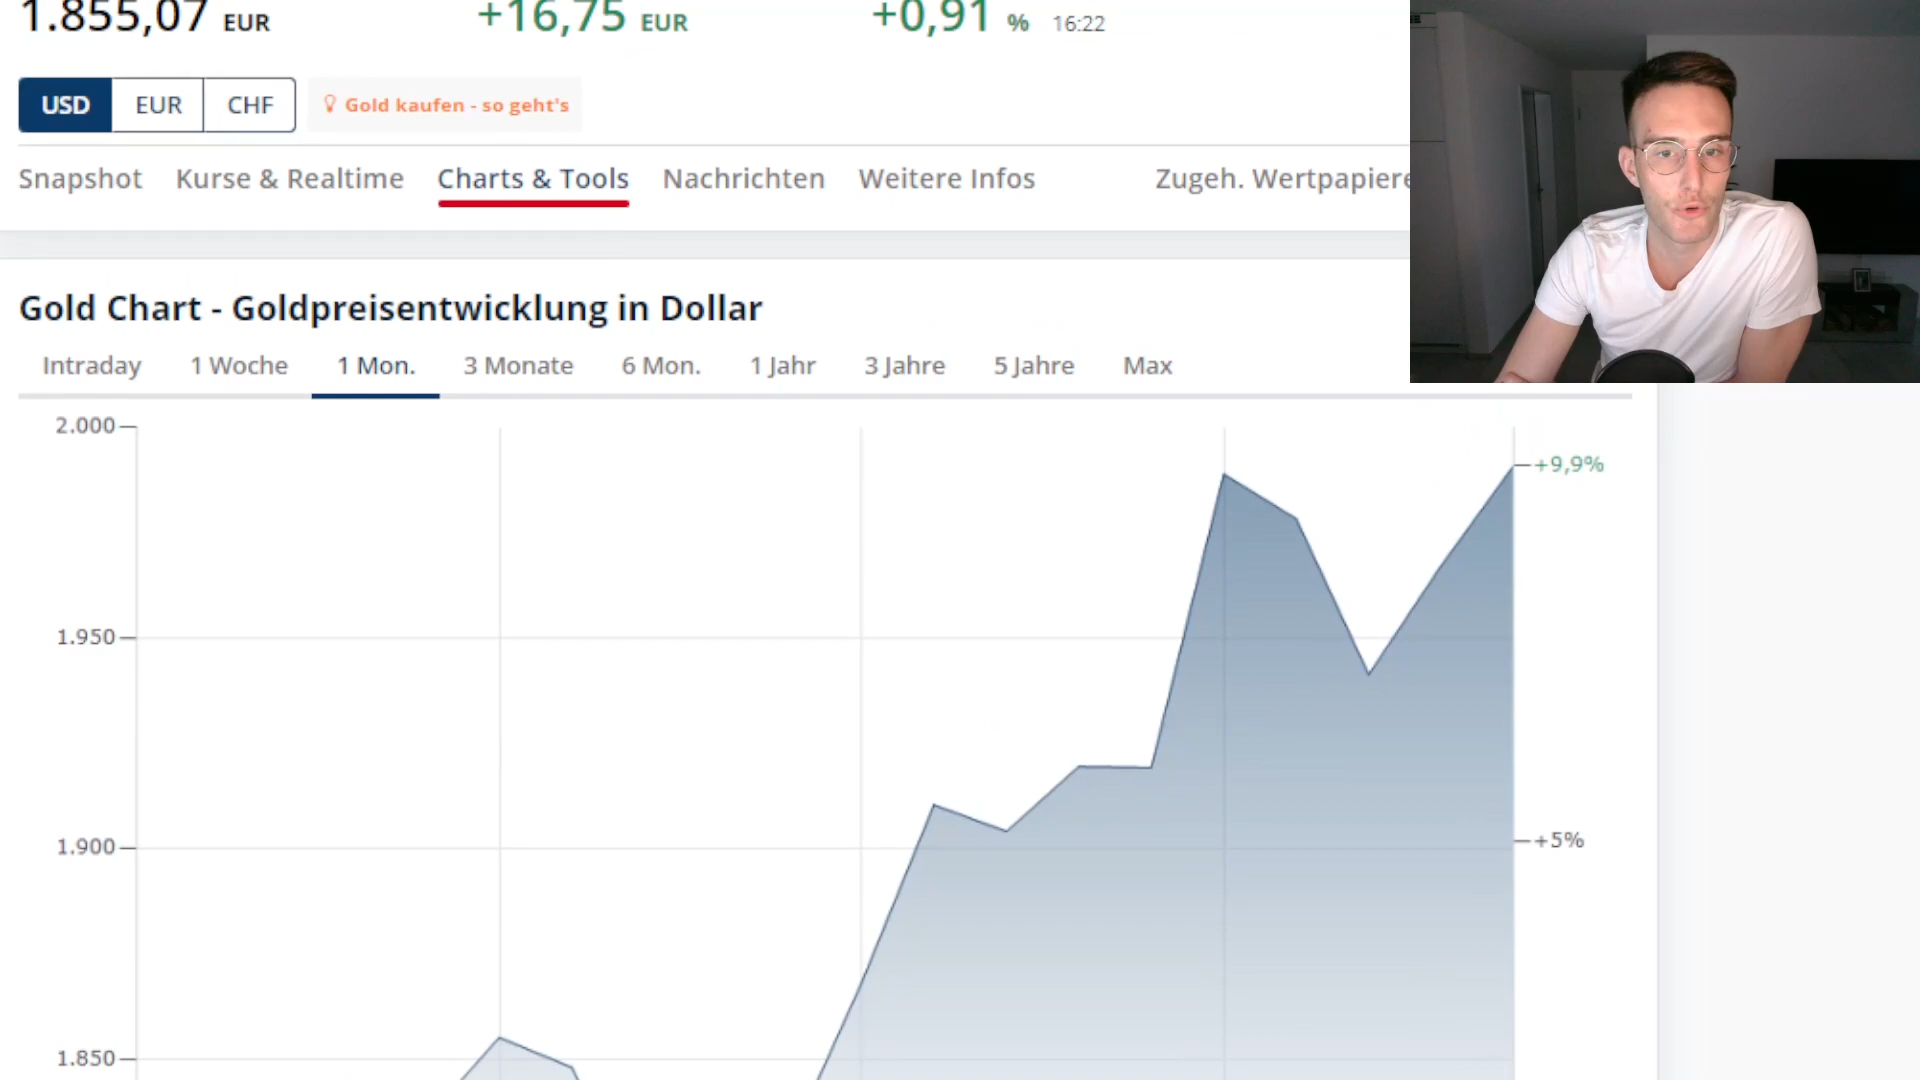 1.855,07 EUR +16,75 EUR +0,91 % 16:22
USD EUR CHF Gold kaufen - so geht's
Snapshot Kurse & Realtime Charts & Tools Nachrichten Weitere Infos Zugeh. Wertpapiere
Gold Chart - Goldpreisentwicklung in Dollar
Intraday 1 Woche 1 Mon. 3 Monate 6 Mon. 1 Jahr 3 Jahre 5 Jahre Max
2.000
+9,9%
1.950
1.900
+5%
1.850